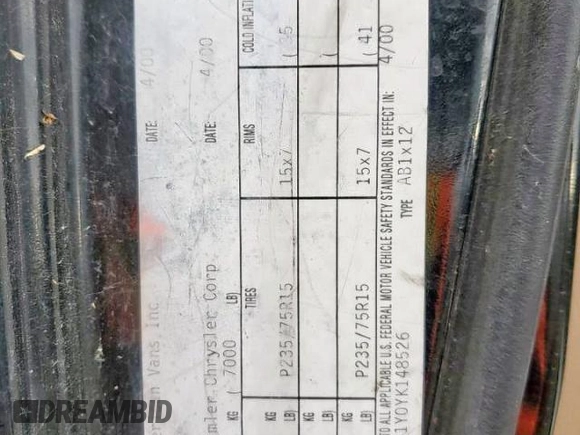 Vans Inc DATE: 4/00
Chrysler Corp DATE: 4/00
KG ( 7000 LB)
TIRES RIMS COLD INFLATI
KG
LB) P235/75R15 15x7 (
KG
LB) (
KG
LB) P235/75R15 15x7 ( 41
TO ALL APPLICABLE U.S. FEDERAL MOTOR VEHICLE SAFETY STANDARDS IN EFFECT IN: 4/00
1Y0YK148526 TYPE AB1x12
DREAMBID